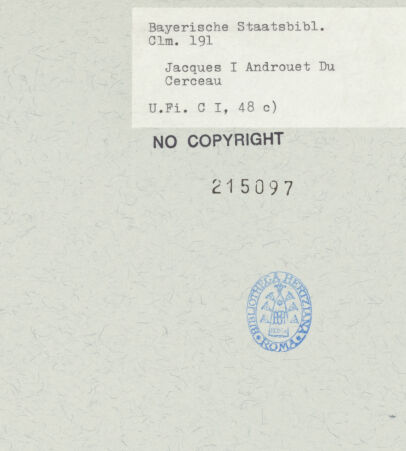 Bayerische Staatsbibl.
Clm. 191
Jacques I Androuet Du
Cerceau
U.Fi. C I, 48 c)
NO COPYRIGHT
215097
BIBLIOTHECA HERTZIANA
ROMA